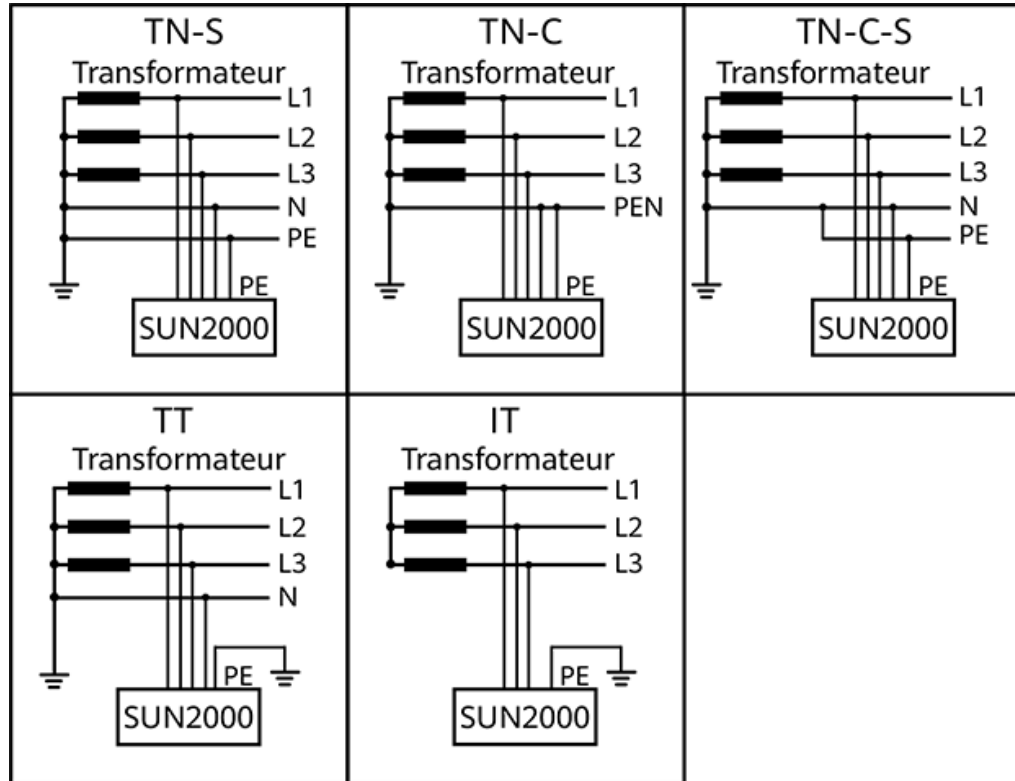 TN-S
Transformateur
L1
L2
L3
N
PE
PE
SUN2000
TN-C
Transformateur
L1
L2
L3
PEN
PE
SUN2000
TN-C-S
Transformateur
L1
L2
L3
N
PE
PE
SUN2000
TT
Transformateur
L1
L2
L3
N
PE
SUN2000
IT
Transformateur
L1
L2
L3
PE
SUN2000